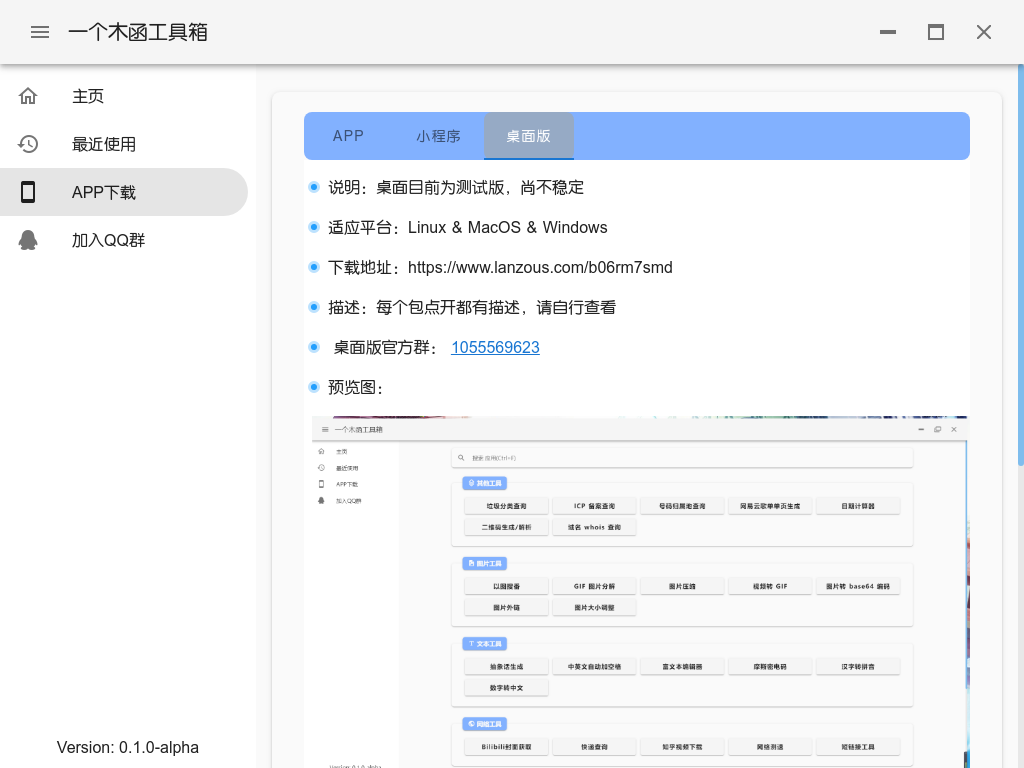 一个木函工具箱
主页
最近使用
APP下载
加入QQ群
Version: 0.1.0-alpha
APP 小程序 桌面版
说明：桌面目前为测试版，尚不稳定
适应平台：Linux & MacOS & Windows
下载地址：https://www.lanzous.com/b06rm7smd
描述：每个包点开都有描述，请自行查看
桌面版官方群： 1055569623
预览图：
一个木函工具箱
主页
最近使用
APP下载
加入QQ群
搜索 应用(Ctrl+F)
其他工具
垃圾分类查询 ICP 备案查询 号码归属地查询 网易云歌单单页生成 日期计算器
二维码生成/解析 域名 whois 查询
图片工具
以图搜番 GIF 图片分解 图片压缩 视频转 GIF 图片转 base64 编码
图片外链 图片大小调整
文本工具
抽象话生成 中英文自动加空格 富文本编辑器 摩斯密电码 汉字转拼音
数字转中文
网络工具
Bilibili封面获取 快递查询 知乎视频下载 网络测速 短链接工具
Version: 0.1.0-alpha